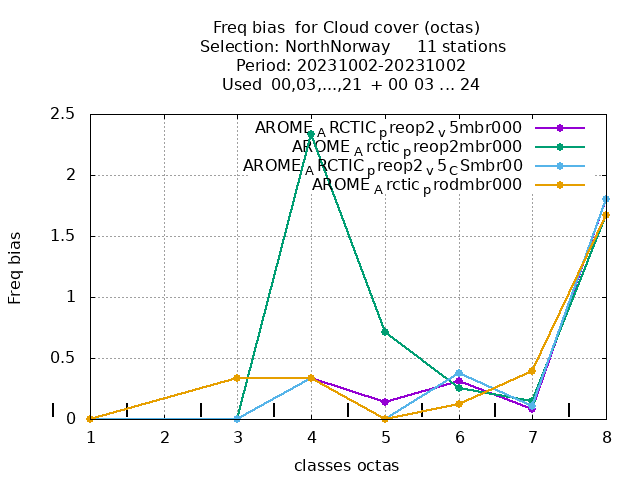 Freq bias for Cloud cover (octas)
Selection: NorthNorway 11 stations
Period: 20231002-20231002
Used 00,03,...,21 + 00 03 ... 24
AROME_ARCTIC_preop2_v5mbr000
AROME_Arctic_preop2mbr000
AROME_ARCTIC_preop2_v5_CSmbr00
AROME_Arctic_prodmbr000
2.5
2
1.5
1
0.5
0
Freq bias
1 2 3 4 5 6 7 8
classes octas